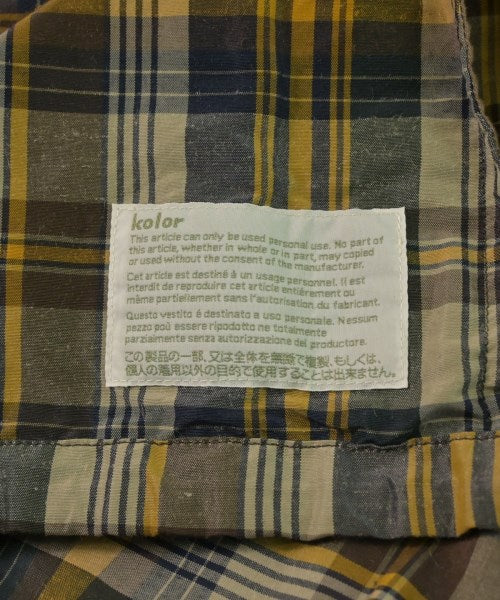 kolor
This article can only be used personal use. No part of
this article, whether in whole or in part, may copied
or used without the consent of the manufacturer.
Cet article est destiné à un usage personnel. Il est
interdit de reproduire cet article entièrement ou
même partiellement sans l'autorisation du fabricant.
Questo vestito é destinato a uso personale. Nessun
pezzo può essere ripodotto ne totalmente
parzialmente senza autorizzazione del produttore.
この製品の一部、又は全体を無断で複製、もしくは、
個人の着用以外の目的で使用することは出来ません。